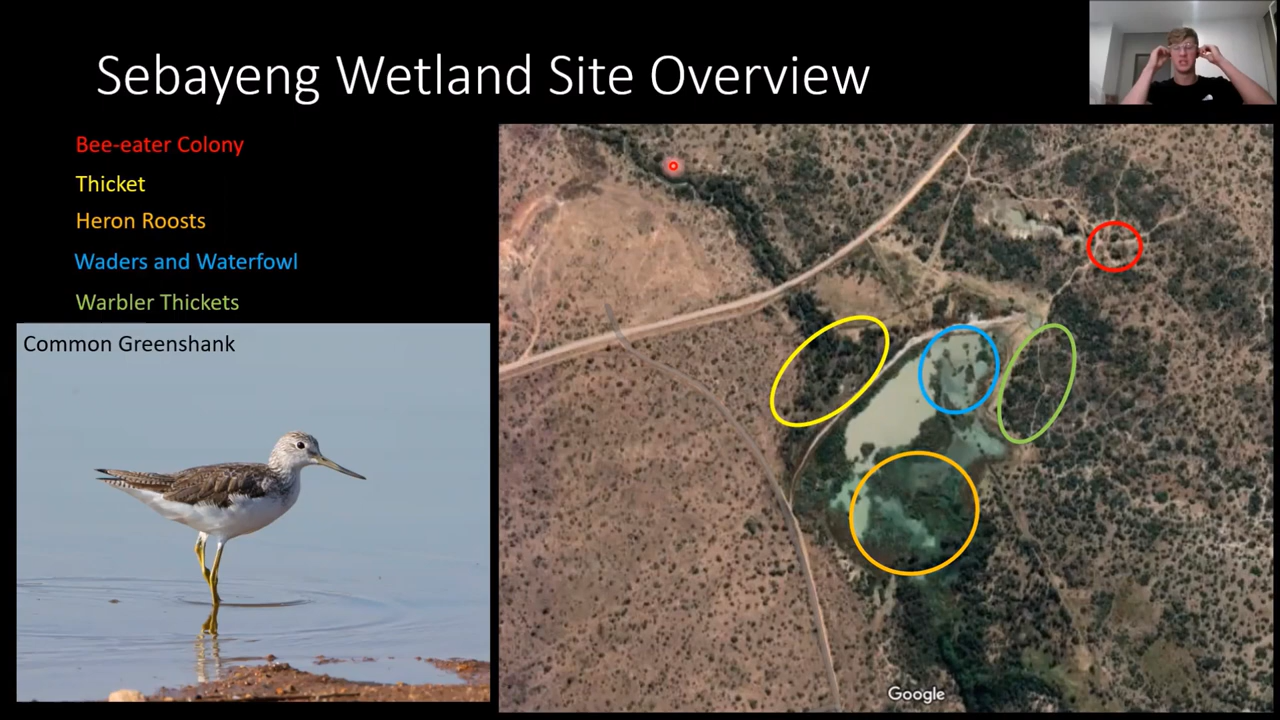 Sebayeng Wetland Site Overview
Bee-eater Colony
Thicket
Heron Roosts
Waders and Waterfowl
Warbler Thickets
Common Greenshank
Google